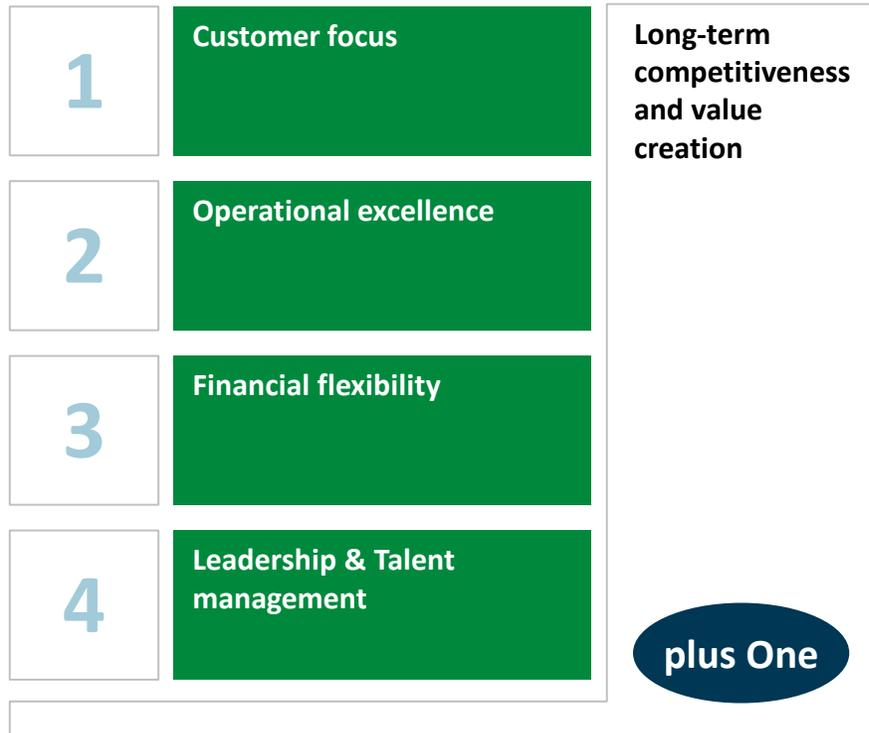 1
Customer focus
2
Operational excellence
3
Financial flexibility
4
Leadership & Talent
management
Long-term
competitiveness
and value
creation
plus One